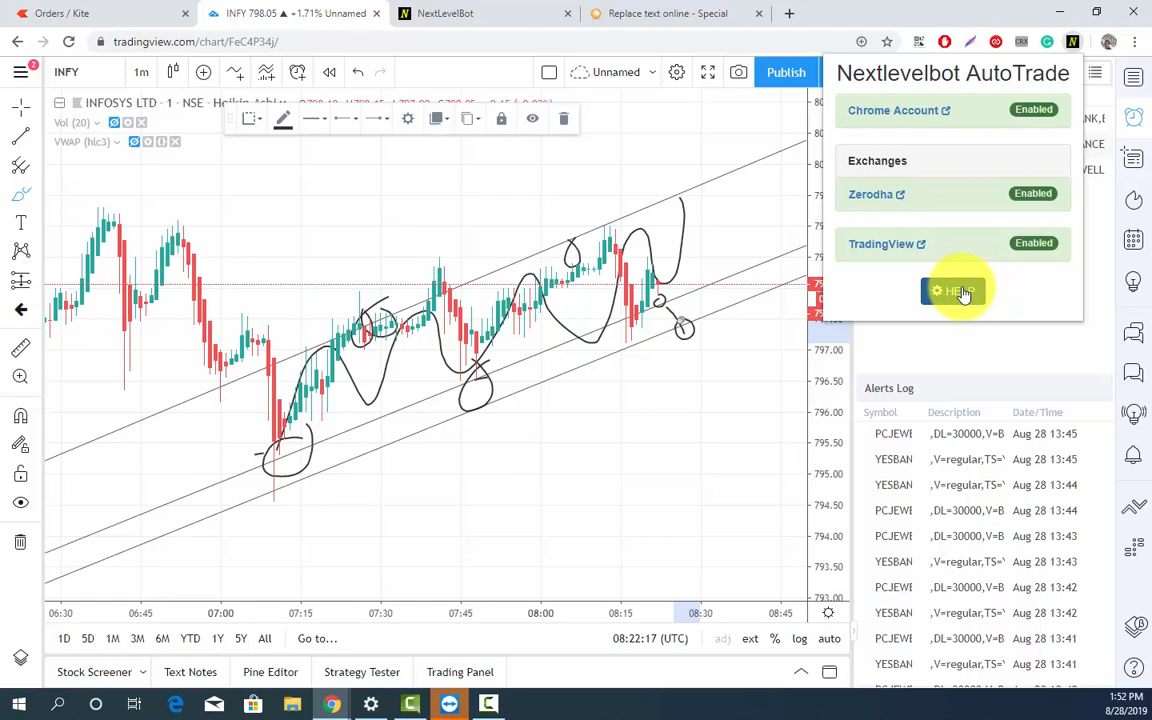 Orders / Kite
INFY 798.05 ▲ +1.71% Unnamed
NextLevelBot
Replace text online - Special
tradingview.com/chart/FeC4P34j/
2
INFY
1m
Unnamed
Publish
INFOSYS LTD · 1 · NSE · Heikin-Ashi
Vol (20)
VWAP (hlc3)
Nextlevelbot AutoTrade
Chrome Account
Enabled
Exchanges
Zerodha
Enabled
TradingView
Enabled
HELP
797.00
796.50
796.00
795.50
795.00
794.50
794.00
793.50
793.00
06:30
06:45
07:00
07:15
07:30
07:45
08:00
08:15
08:30
08:45
Alerts Log
Symbol Description Date/Time
PCJEWE ,DL=30000,V=B Aug 28 13:45
YESBAN ,V=regular,TS=Y Aug 28 13:45
YESBAN ,V=regular,TS=Y Aug 28 13:44
PCJEWE ,DL=30000,V=B Aug 28 13:44
PCJEWE ,DL=30000,V=B Aug 28 13:43
YESBAN ,V=regular,TS=Y Aug 28 13:43
PCJEWE ,DL=30000,V=B Aug 28 13:42
YESBAN ,V=regular,TS=Y Aug 28 13:42
PCJEWE ,DL=30000,V=B Aug 28 13:41
YESBAN ,V=regular,TS=Y Aug 28 13:41
1D 5D 1M 3M 6M YTD 1Y 5Y All Go to...
08:22:17 (UTC) adj ext % log auto
Stock Screener Text Notes Pine Editor Strategy Tester Trading Panel
1:52 PM
8/28/2019